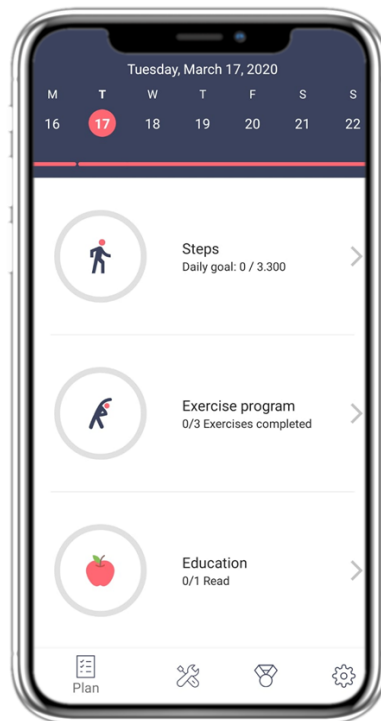 Tuesday, March 17, 2020
M T W T F S S
16 17 18 19 20 21 22
Steps
Daily goal: 0 / 3.300
Exercise program
0/3 Exercises completed
Education
0/1 Read
Plan